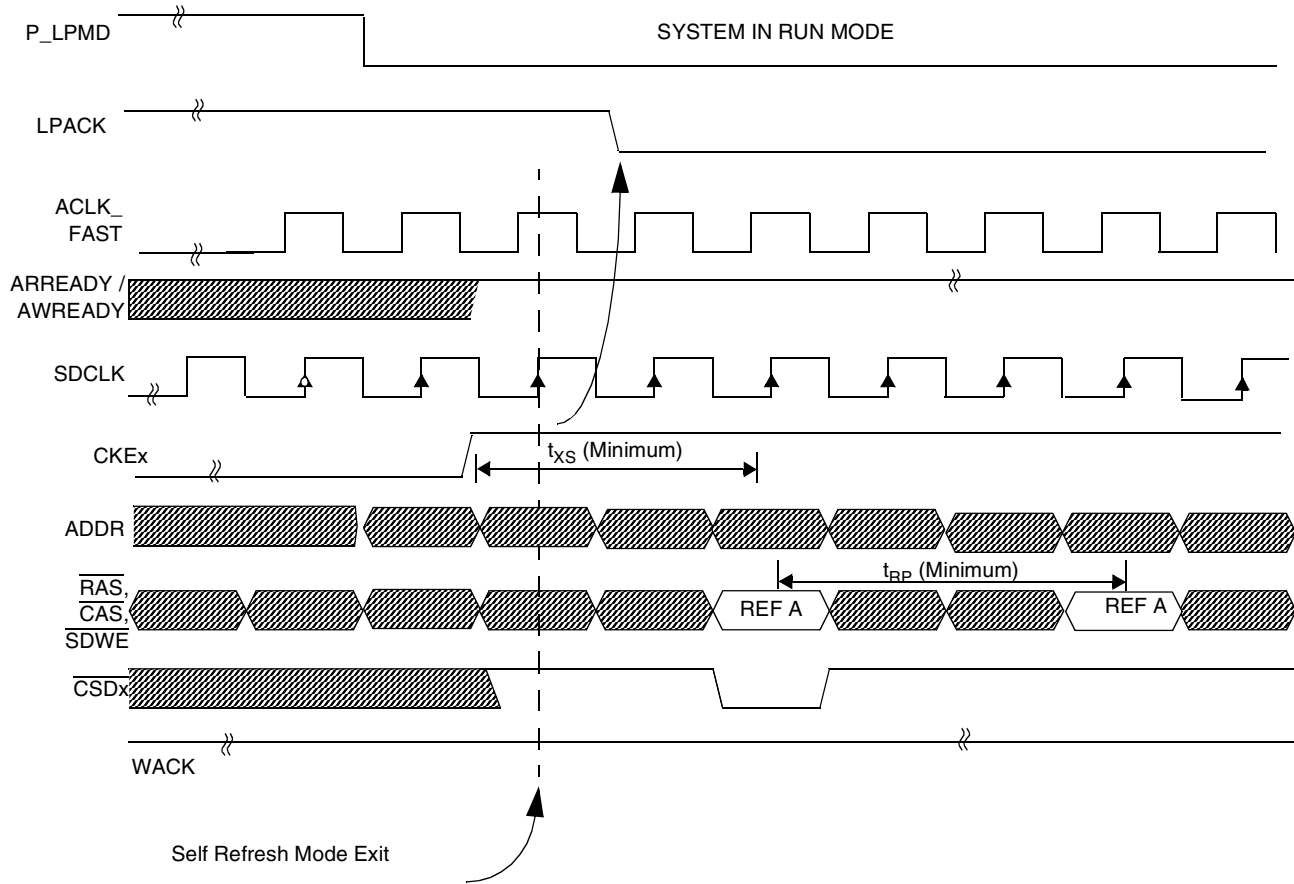 P_LPMD
SYSTEM IN RUN MODE
LPACK
ACLK_
FAST
ARREADY /
AWREADY
SDCLK
CKEx
tXS (Minimum)
ADDR
tRP (Minimum)
RAS,
CAS,
SDWE
REF A
REF A
CSDx
WACK
Self Refresh Mode Exit